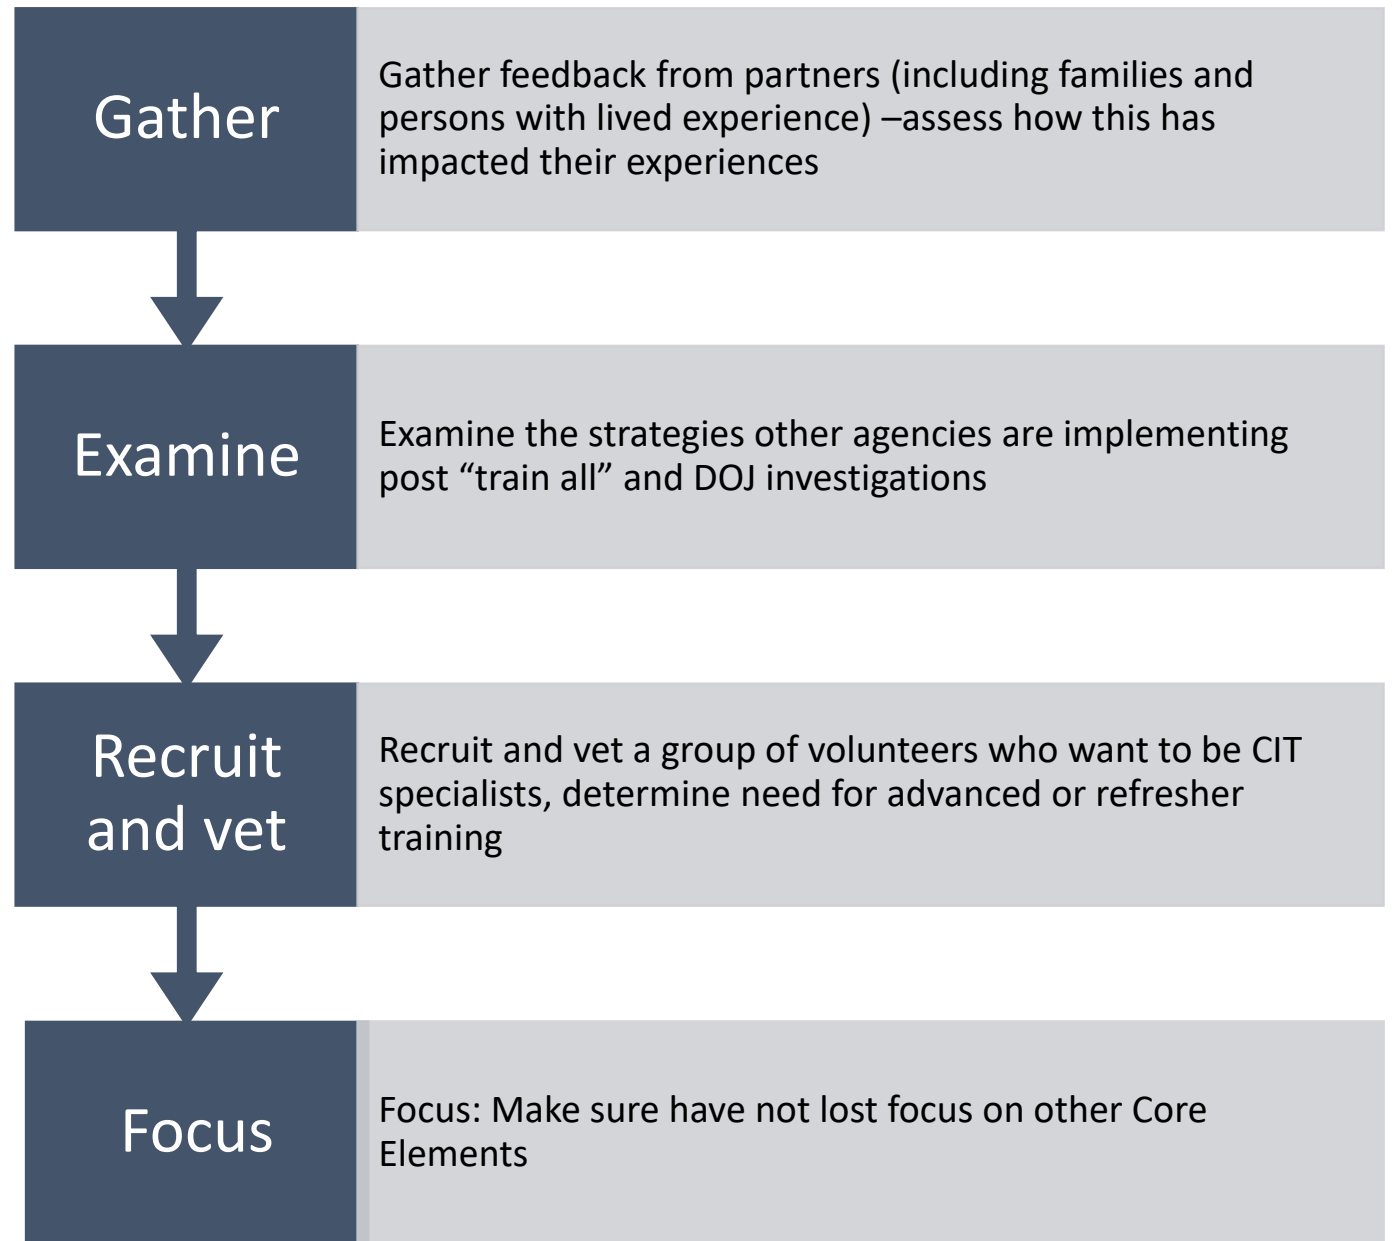 Gather
Gather feedback from partners (including families and
persons with lived experience) –assess how this has
impacted their experiences
Examine
Examine the strategies other agencies are implementing
post “train all” and DOJ investigations
Recruit
and vet
Recruit and vet a group of volunteers who want to be CIT
specialists, determine need for advanced or refresher
training
Focus
Focus: Make sure have not lost focus on other Core
Elements